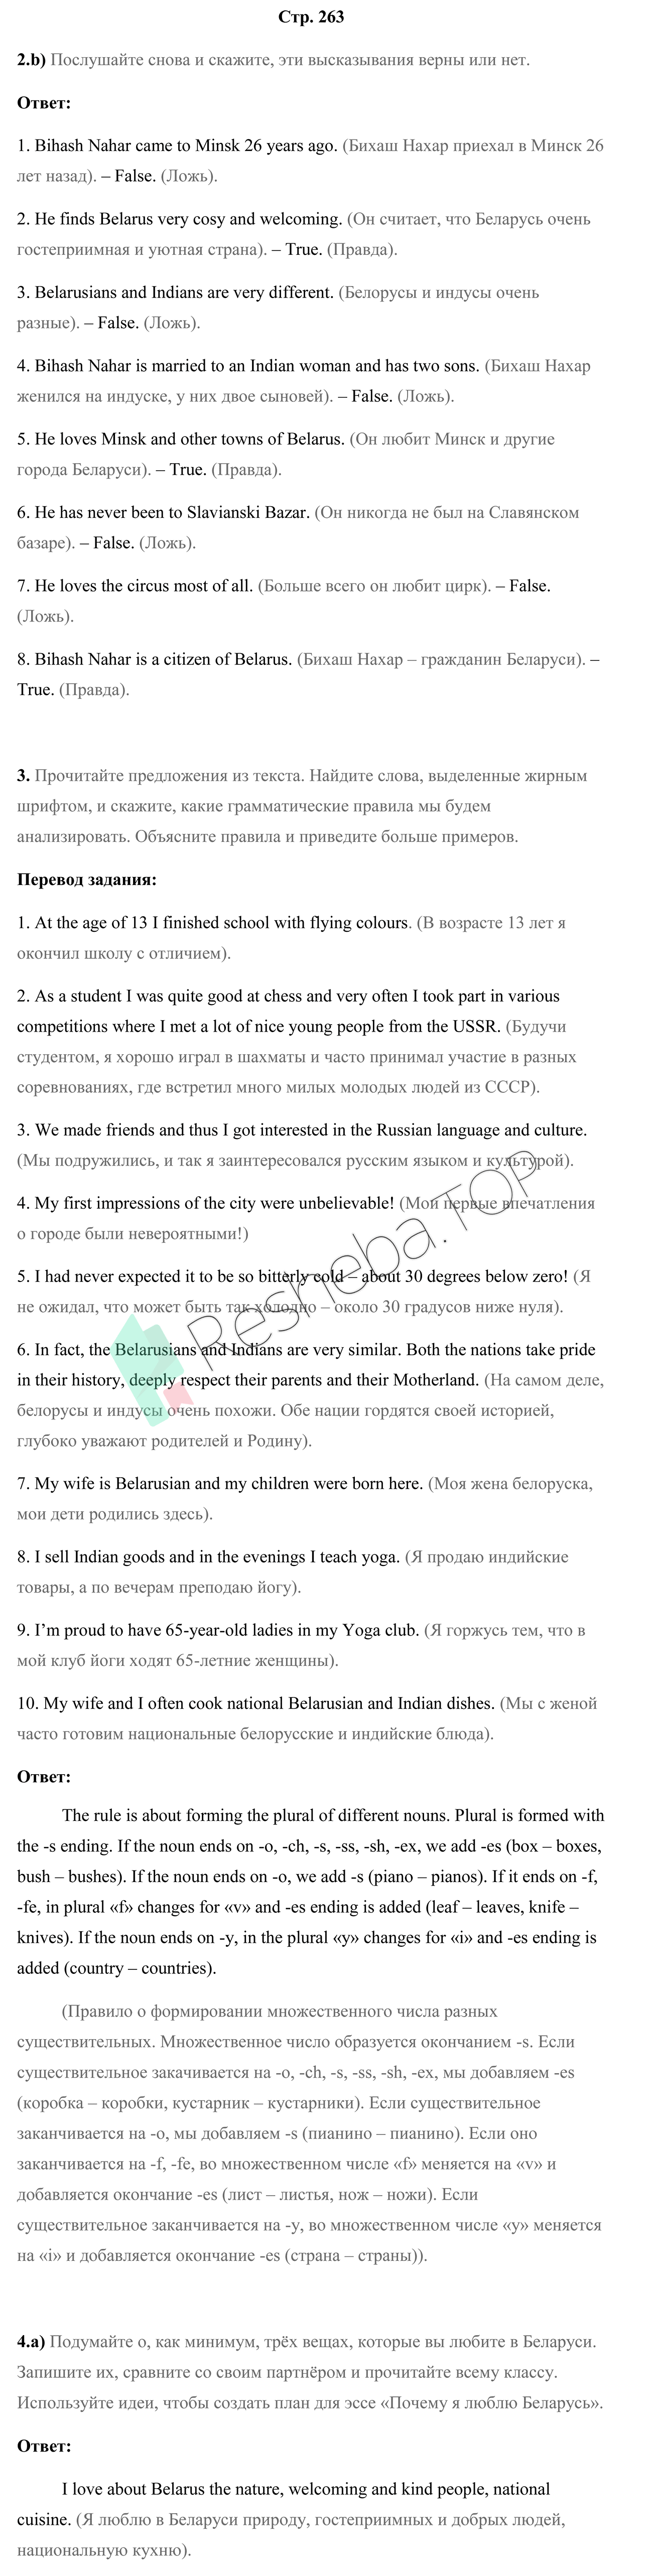 Стр. 263
2.b) Послушайте снова и скажите, эти высказывания верны или нет.
Ответ:
1. Bihash Nahar came to Minsk 26 years ago. (Бихаш Нахар приехал в Минск 26
лет назад). – False. (Ложь).
2. He finds Belarus very cosy and welcoming. (Он считает, что Беларусь очень
гостеприимная и уютная страна). – True. (Правда).
3. Belarusians and Indians are very different. (Белорусы и индусы очень
разные). – False. (Ложь).
4. Bihash Nahar is married to an Indian woman and has two sons. (Бихаш Нахар
женился на индуске, у них двое сыновей). – False. (Ложь).
5. He loves Minsk and other towns of Belarus. (Он любит Минск и другие
города Беларуси). – True. (Правда).
6. He has never been to Slavianski Bazar. (Он никогда не был на Славянском
базаре). – False. (Ложь).
7. He loves the circus most of all. (Больше всего он любит цирк). – False.
(Ложь).
8. Bihash Nahar is a citizen of Belarus. (Бихаш Нахар – гражданин Беларуси). –
True. (Правда).
3. Прочитайте предложения из текста. Найдите слова, выделенные жирным
шрифтом, и скажите, какие грамматические правила мы будем
анализировать. Объясните правила и приведите больше примеров.
Перевод задания:
1. At the age of 13 I finished school with flying colours. (В возрасте 13 лет я
окончил школу с отличием).
2. As a student I was quite good at chess and very often I took part in various
competitions where I met a lot of nice young people from the USSR. (Будучи
студентом, я хорошо играл в шахматы и часто принимал участие в разных
соревнованиях, где встретил много милых молодых людей из СССР).
3. We made friends and thus I got interested in the Russian language and culture.
(Мы подружились, и так я заинтересовался русским языком и культурой).
4. My first impressions of the city were unbelievable! (Мои первые впечатления
о городе были невероятными!)
5. I had never expected it to be so bitterly cold – about 30 degrees below zero! (Я
не ожидал, что может быть так холодно – около 30 градусов ниже нуля).
6. In fact, the Belarusians and Indians are very similar. Both the nations take pride
in their history, deeply respect their parents and their Motherland. (На самом деле,
белорусы и индусы очень похожи. Обе нации гордятся своей историей,
глубоко уважают родителей и Родину).
7. My wife is Belarusian and my children were born here. (Моя жена белоруска,
мои дети родились здесь).
8. I sell Indian goods and in the evenings I teach yoga. (Я продаю индийские
товары, а по вечерам преподаю йогу).
9. I’m proud to have 65-year-old ladies in my Yoga club. (Я горжусь тем, что в
мой клуб йоги ходят 65-летние женщины).
10. My wife and I often cook national Belarusian and Indian dishes. (Мы с женой
часто готовим национальные белорусские и индийские блюда).
Ответ:
The rule is about forming the plural of different nouns. Plural is formed with
the -s ending. If the noun ends on -o, -ch, -s, -ss, -sh, -ex, we add -es (box – boxes,
bush – bushes). If the noun ends on -o, we add -s (piano – pianos). If it ends on -f,
-fe, in plural «f» changes for «v» and -es ending is added (leaf – leaves, knife –
knives). If the noun ends on -y, in the plural «y» changes for «i» and -es ending is
added (country – countries).
(Правило о формировании множественного числа разных
существительных. Множественное число образуется окончанием -s. Если
существительное закачивается на -o, -ch, -s, -ss, -sh, -ex, мы добавляем -es
(коробка – коробки, кустарник – кустарники). Если существительное
заканчивается на -o, мы добавляем -s (пианино – пианино). Если оно
заканчивается на -f, -fe, во множественном числе «f» меняется на «v» и
добавляется окончание -es (лист – листья, нож – ножи). Если
существительное заканчивается на -y, во множественном числе «y» меняется
на «i» и добавляется окончание -es (страна – страны)).
4.a) Подумайте о, как минимум, трёх вещах, которые вы любите в Беларуси.
Запишите их, сравните со своим партнёром и прочитайте всему классу.
Используйте идеи, чтобы создать план для эссе «Почему я люблю Беларусь».
Ответ:
I love about Belarus the nature, welcoming and kind people, national
cuisine. (Я люблю в Беларуси природу, гостеприимных и добрых людей,
национальную кухню).
Resheba.TOP